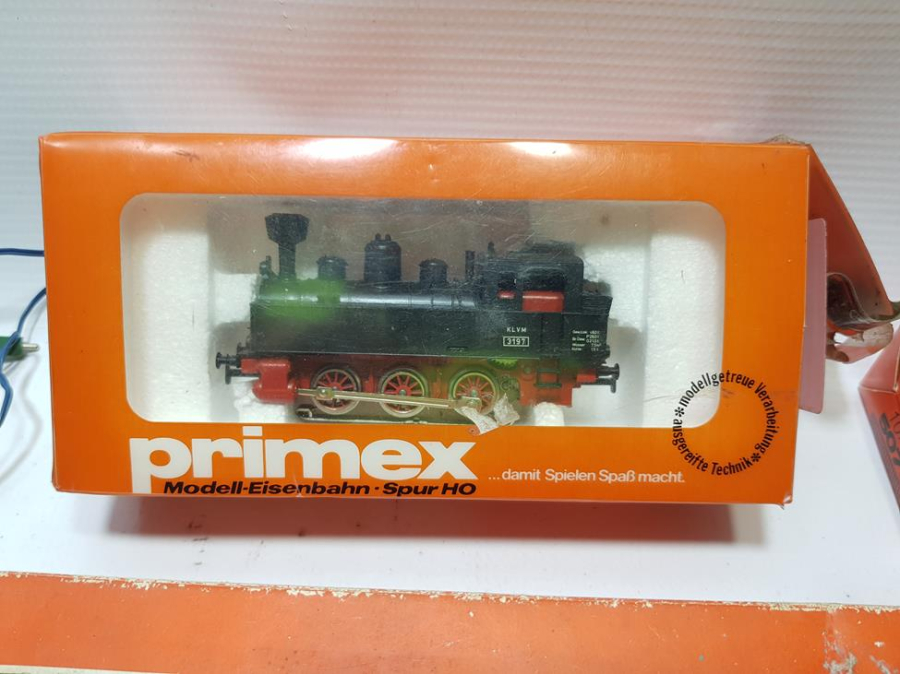 KLVM
3197
primex
Modell-Eisenbahn · Spur HO
...damit Spielen Spaß macht.
*modellgetreue Verarbeitung
*ausgereifte Technik